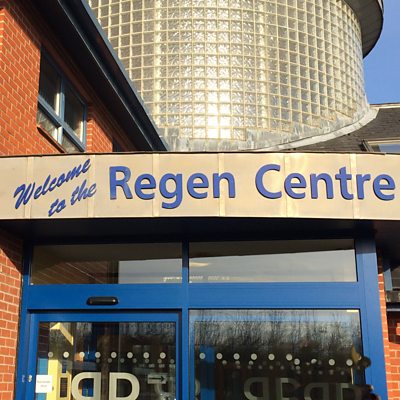 Welcome
to the
Regen Centre